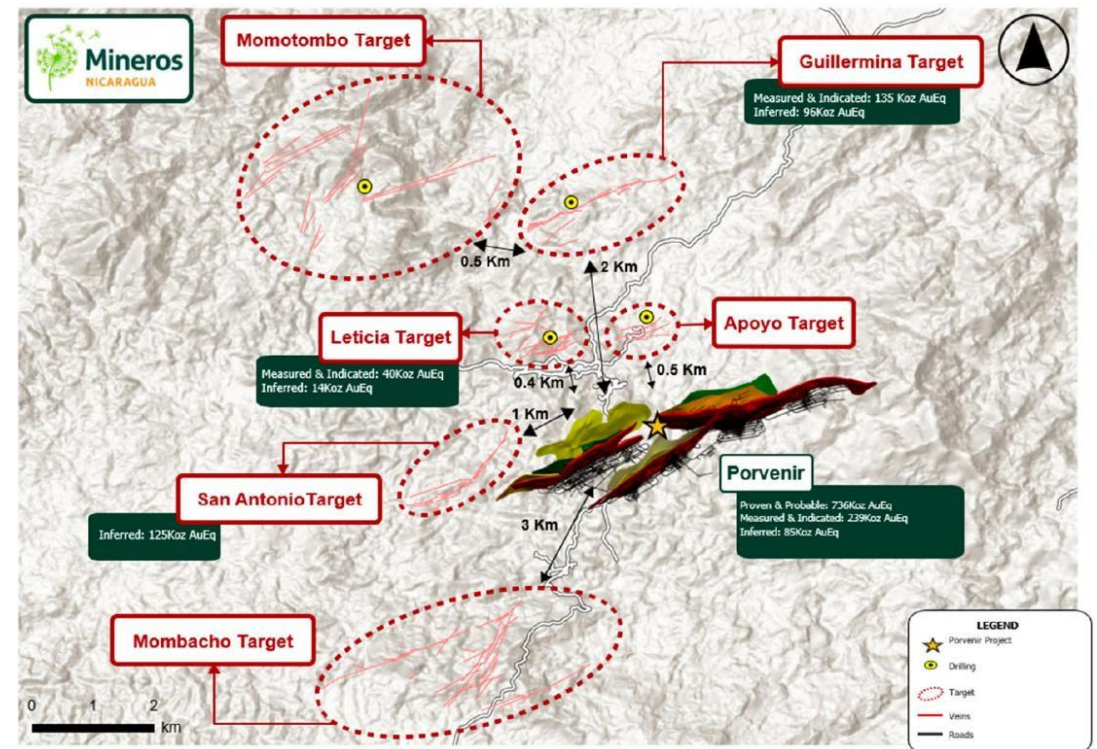 Mineros
NICARAGUA
Momotombo Target
Guillermina Target
Measured & Indicated: 135 Koz AuEq
Inferred: 96Koz AuEq
0.5 Km
2 Km
Leticia Target
Measured & Indicated: 40Koz AuEq
Inferred: 14Koz AuEq
Apoyo Target
0.4 Km
0.5 Km
1 Km
San Antonio Target
Inferred: 125Koz AuEq
Porvenir
Proven & Probable: 736Koz AuEq
Measured & Indicated: 239Koz AuEq
Inferred: 85Koz AuEq
3 Km
Mombacho Target
0 1 2
km
LEGEND
Porvenir Project
Drilling
Target
Veins
Roads